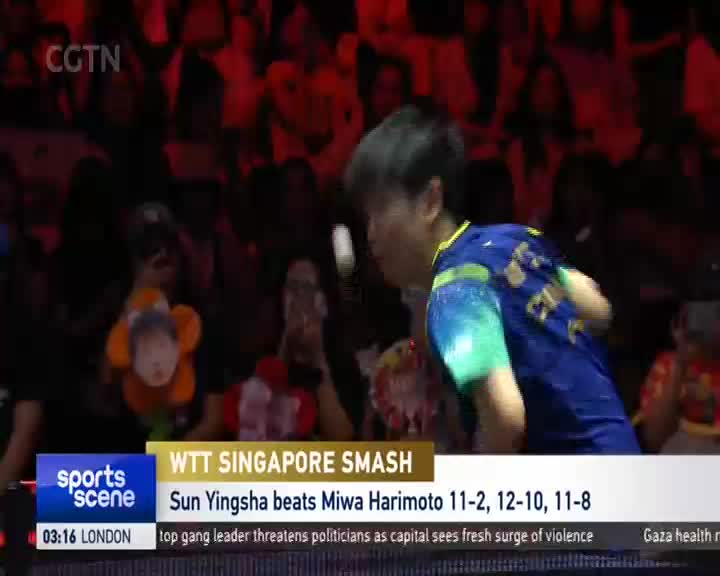 CGTN
WTT SINGAPORE SMASH
sports
scene
Sun Yingsha beats Miwa Harimoto 11-2, 12-10, 11-8
03:16 LONDON
top gang leader threatens politicians as capital sees fresh surge of violence
Gaza health